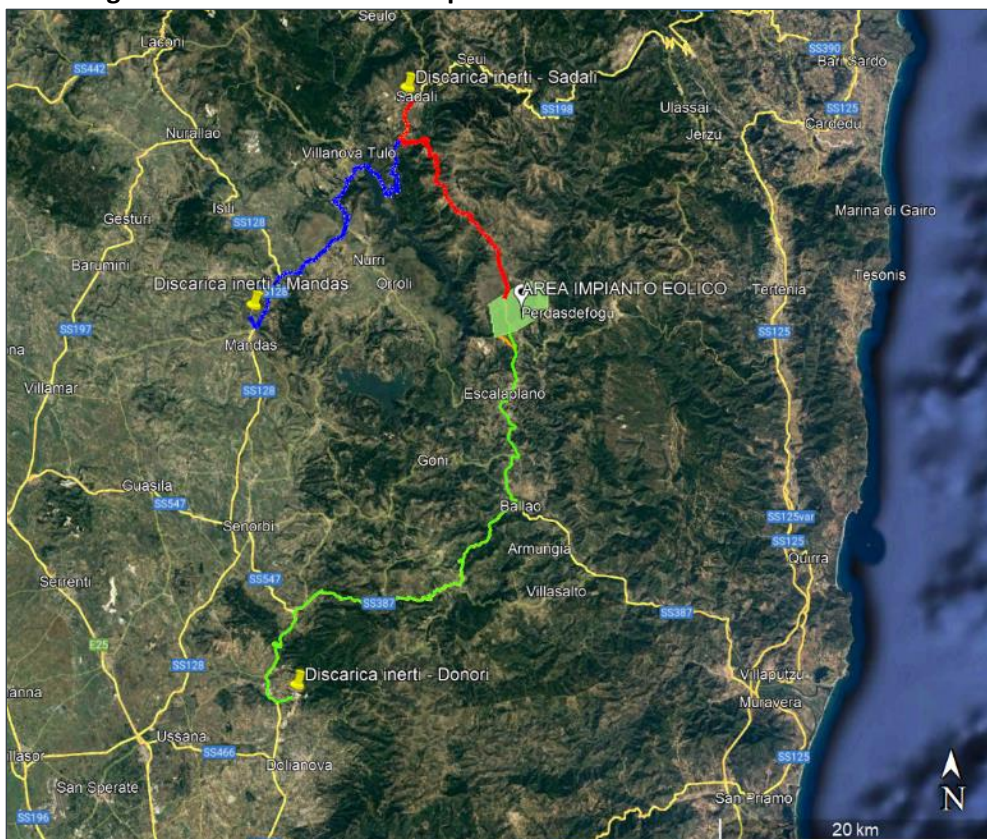 Seulo
Laconi
SS390
Seui
Bari Sardo
SS442
Discarica inerti - Sadali
Sadali
SS198
Ulassai
SS125
Cardedu
Jerzu
Nurallao
Villanova Tulo
Isili
Gesturi
SS128
Marina di Gairo
Nurri
Barumini
Orroli
Tesonis
Discarica inerti - Mandas
AREA IMPIANTO EOLICO
Tertenia
Perdasdefogu
SS197
SS125
Mandas
Villamar
SS128
Escalaplano
Goni
Guasila
SS547
Ballao
SS125var
Senorbì
SS125
Armungia
Quirra
Serrenti
SS547
Villasalto
SS387
SS387
E25
SS128
Discarica inerti - Donori
Villaputzu
Muravera
Ussana
SS466
SS125
Dolianova
San Sperate
San Priamo
N
SS196
20 km